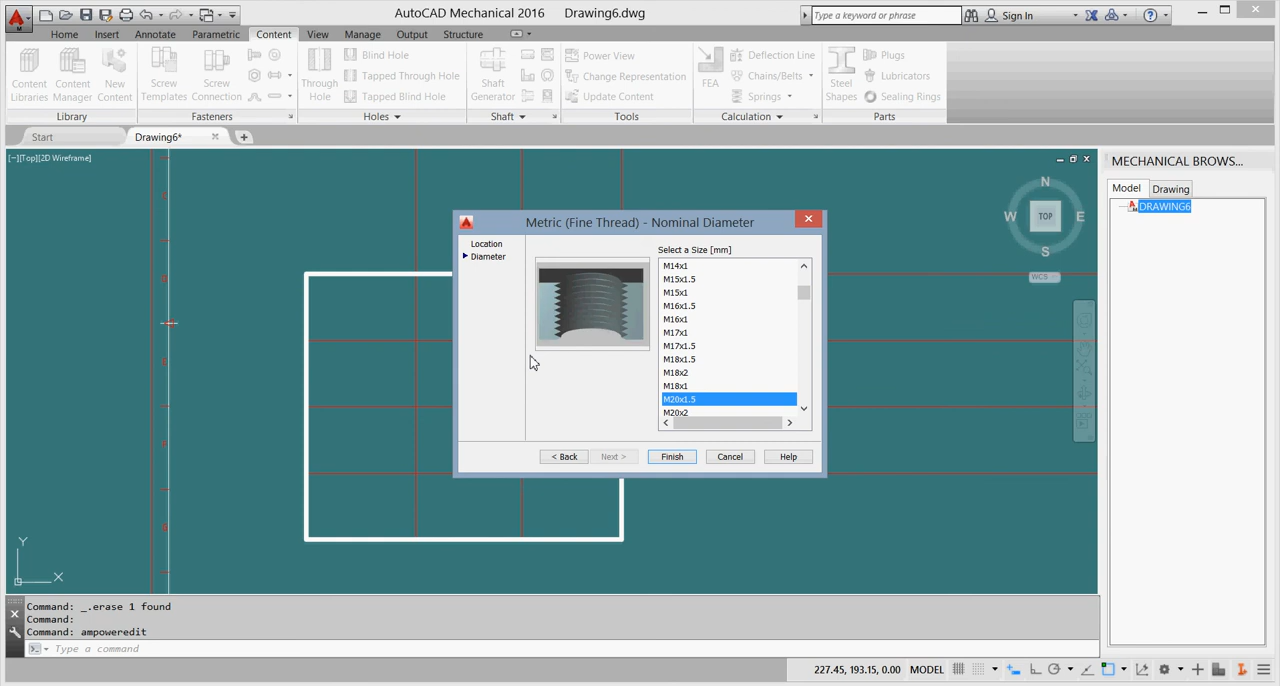 AutoCAD Mechanical 2016 Drawing6.dwg
Type a keyword or phrase
Sign In
Home Insert Annotate Parametric Content View Manage Output Structure
Content Libraries
Content Manager
New Content
Library
Screw Templates
Screw Connection
Fasteners
Through Hole
Blind Hole
Tapped Through Hole
Tapped Blind Hole
Holes
Shaft Generator
Shaft
Power View
Change Representation
Update Content
Tools
FEA
Deflection Line
Chains/Belts
Springs
Calculation
Steel Shapes
Plugs
Lubricators
Sealing Rings
Parts
Start
Drawing6*
[−][Top][2D Wireframe]
N
W TOP E
S
WCS
MECHANICAL BROWS...
Model Drawing
DRAWING6
Metric (Fine Thread) - Nominal Diameter
Location
Diameter
Select a Size [mm]
M14x1
M15x1.5
M15x1
M16x1.5
M16x1
M17x1
M17x1.5
M18x1.5
M18x2
M18x1
M20x1.5
M20x2
< Back Next > Finish Cancel Help
Y
X
Command: _.erase 1 found
Command:
Command: ampoweredit
Type a command
227.45, 193.15, 0.00 MODEL